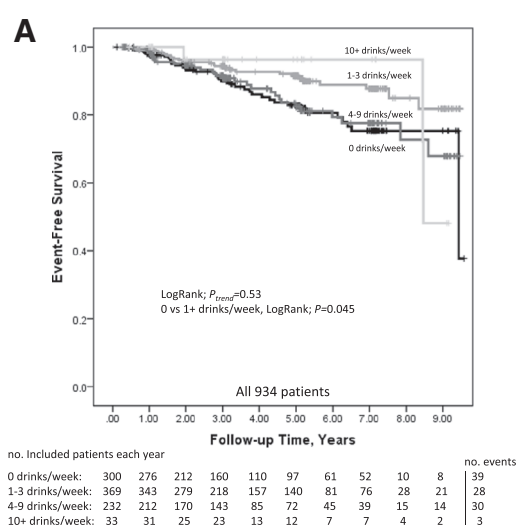 A
1.0
0.8
0.6
0.4
0.2
0.0
Event-Free Survival
10+ drinks/week
1-3 drinks/week
4-9 drinks/week
0 drinks/week
LogRank; Ptrend=0.53
0 vs 1+ drinks/week, LogRank; P=0.045
All 934 patients
.00 1.00 2.00 3.00 4.00 5.00 6.00 7.00 8.00 9.00
Follow-up Time, Years
no. Included patients each year
no. events
0 drinks/week: 300 276 212 160 110 97 61 52 10 8 39
1-3 drinks/week: 369 343 279 218 157 140 81 76 28 21 28
4-9 drinks/week: 232 212 170 143 85 72 45 39 15 14 30
10+ drinks/week: 33 31 25 23 13 12 7 7 4 2 3